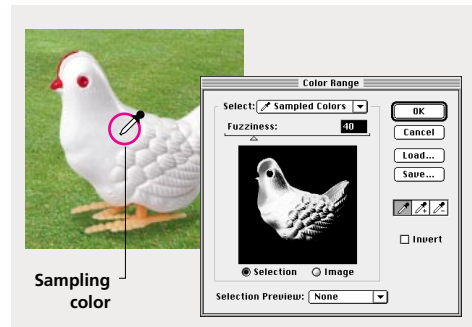 Color Range
Select: Sampled Colors
Fuzziness: 40
OK
Cancel
Load...
Save...
Invert
Selection Image
Selection Preview: None
Sampling
color